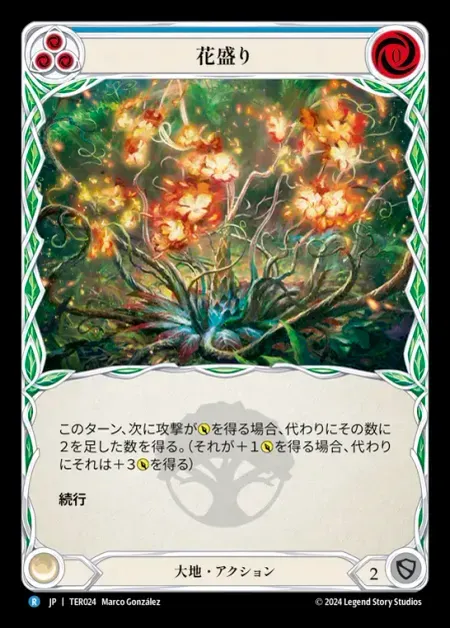 花盛り
0
このターン、次に攻撃がを得る場合、代わりにその数に
２を足した数を得る。（それが＋１を得る場合、代わり
にそれは＋３を得る）
続行
大地・アクション
2
R JP | TER024 Marco González
© 2024 Legend Story Studios